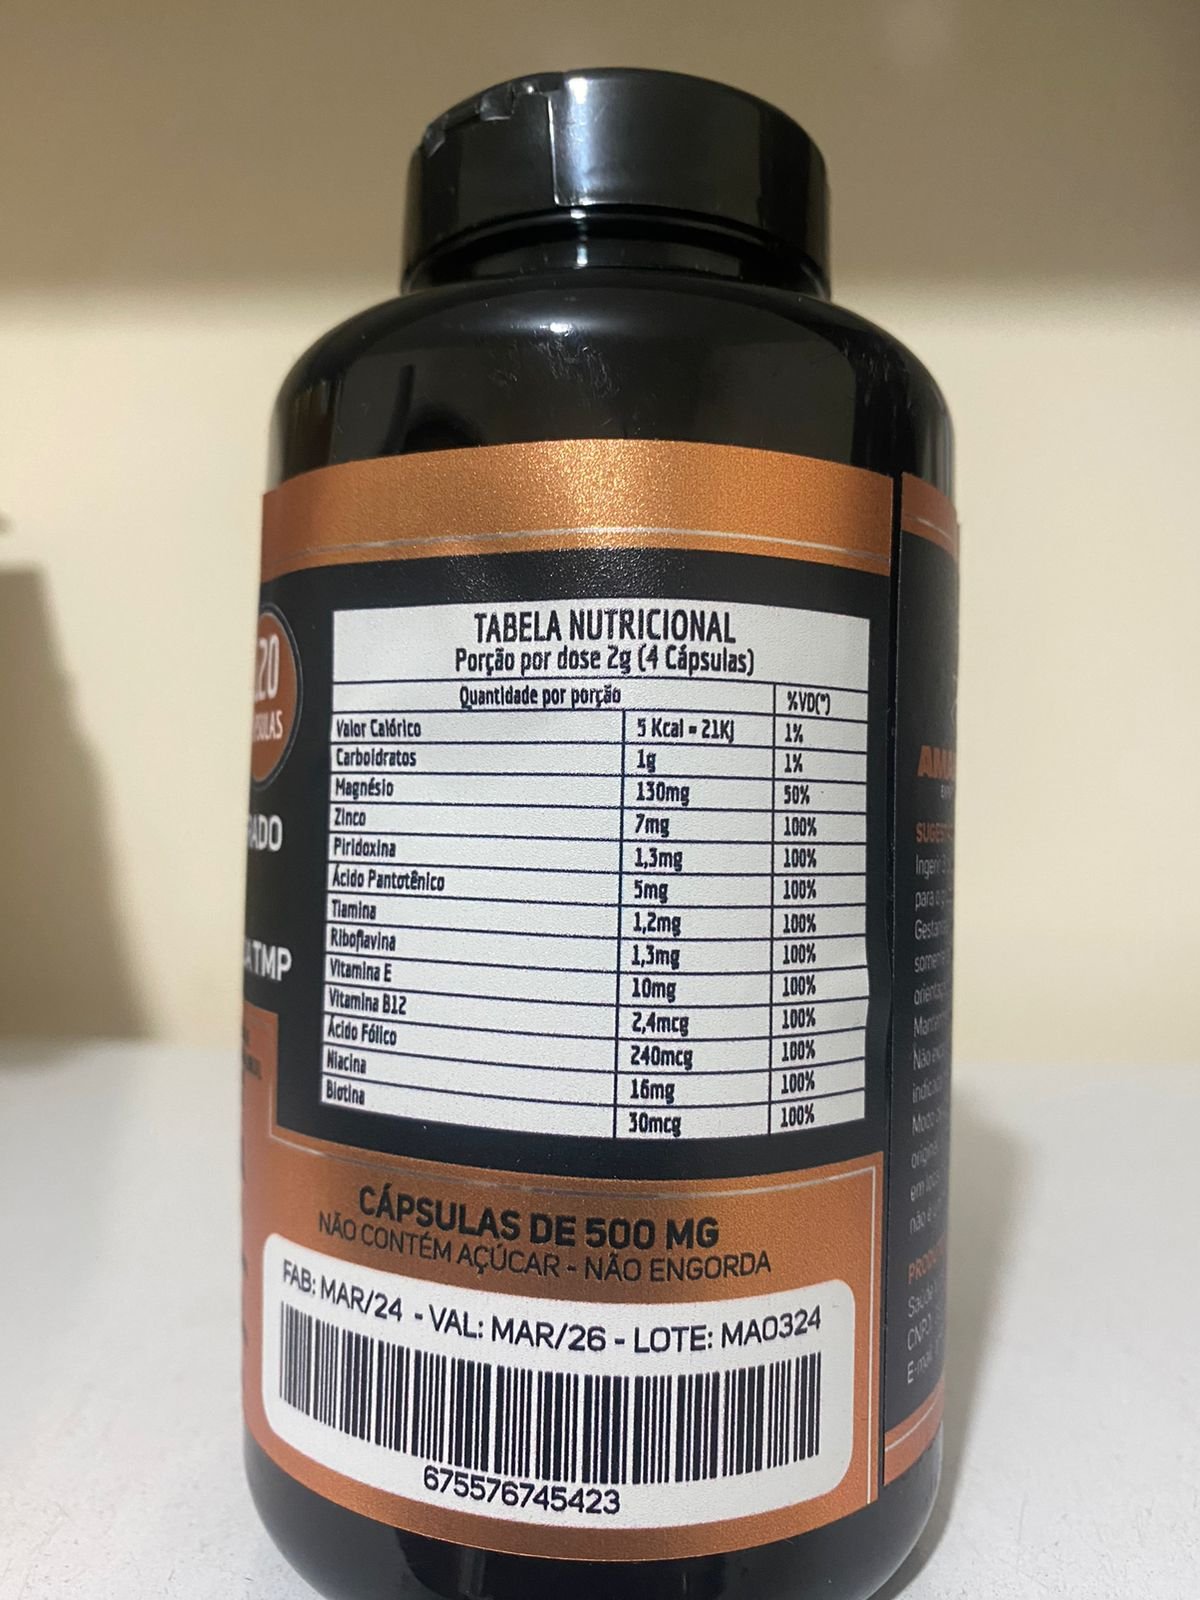 TABELA NUTRICIONAL
Porção por dose 2g (4 Cápsulas)
Quantidade por porção %VD(*)
Valor Calórico 5 Kcal = 21Kj 1%
Carboidratos 1g 1%
Magnésio 130mg 50%
Zinco 7mg 100%
Piridoxina 1,3mg 100%
Ácido Pantotênico 5mg 100%
Tiamina 1,2mg 100%
Riboflavina 1,3mg 100%
Vitamina E 10mg 100%
Vitamina B12 2,4mcg 100%
Ácido Fólico 240mcg 100%
Niacina 16mg 100%
Biotina 30mcg 100%
CÁPSULAS DE 500 MG
NÃO CONTÉM AÇÚCAR - NÃO ENGORDA
FAB: MAR/24 - VAL: MAR/26 - LOTE: MA0324
675576745423
TMP
para
CNPJ